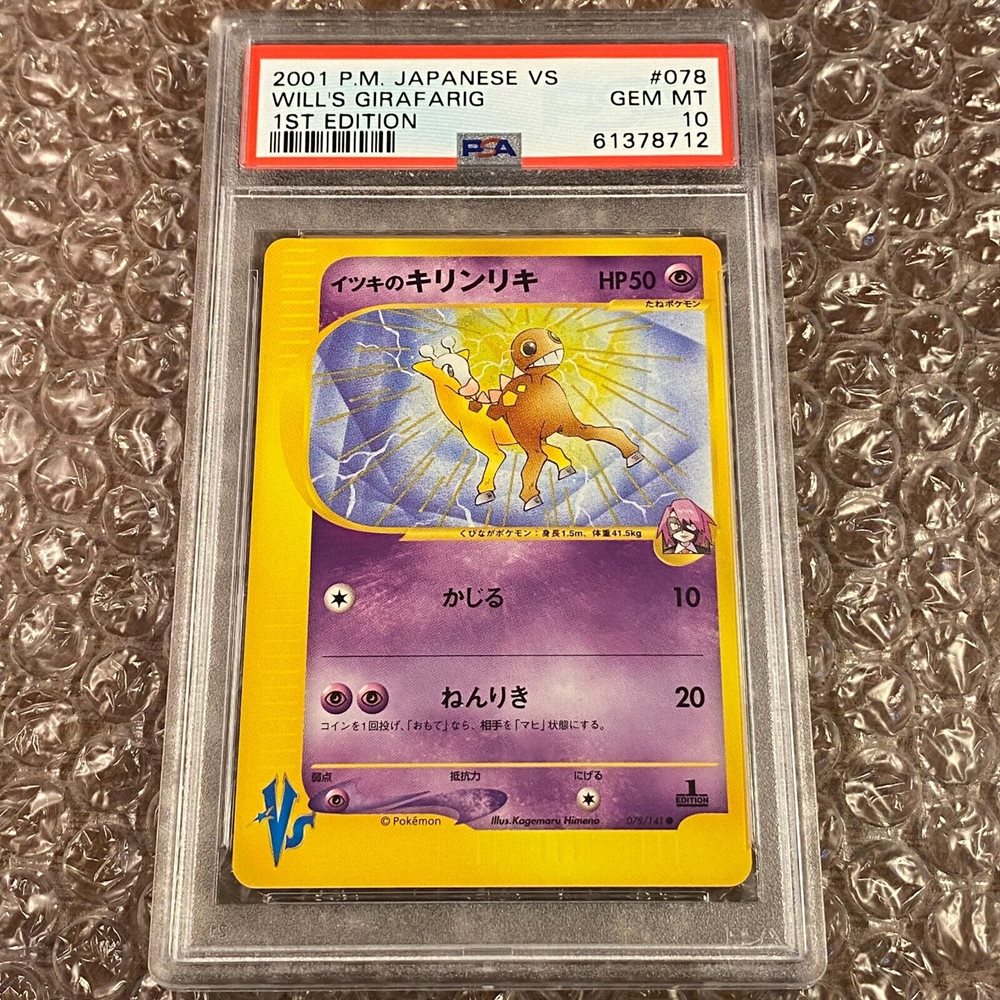 2001 P.M. JAPANESE VS #078
WILL'S GIRAFARIG GEM MT
1ST EDITION 10
PSA 61378712
イツキのキリンリキ HP50
たねポケモン
くびながポケモン：身長1.5m、体重41.5kg
かじる 10
ねんりき 20
コインを1回投げ、「おもて」なら、相手を「マヒ」状態にする。
弱点 抵抗力 にげる
1
EDITION
© Pokémon Illus.Kagemaru Himeno 078/141
VS